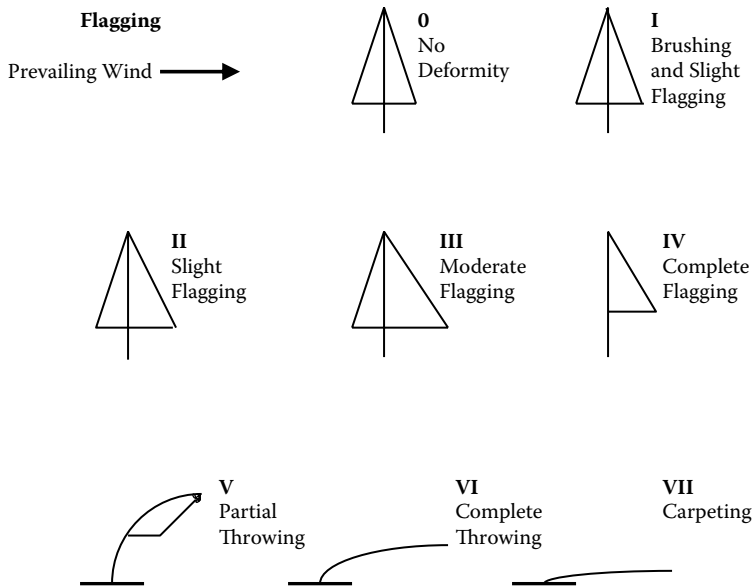 Flagging
Prevailing Wind
0
No
Deformity
I
Brushing
and Slight
Flagging
II
Slight
Flagging
III
Moderate
Flagging
IV
Complete
Flagging
V
Partial
Throwing
VI
Complete
Throwing
VII
Carpeting